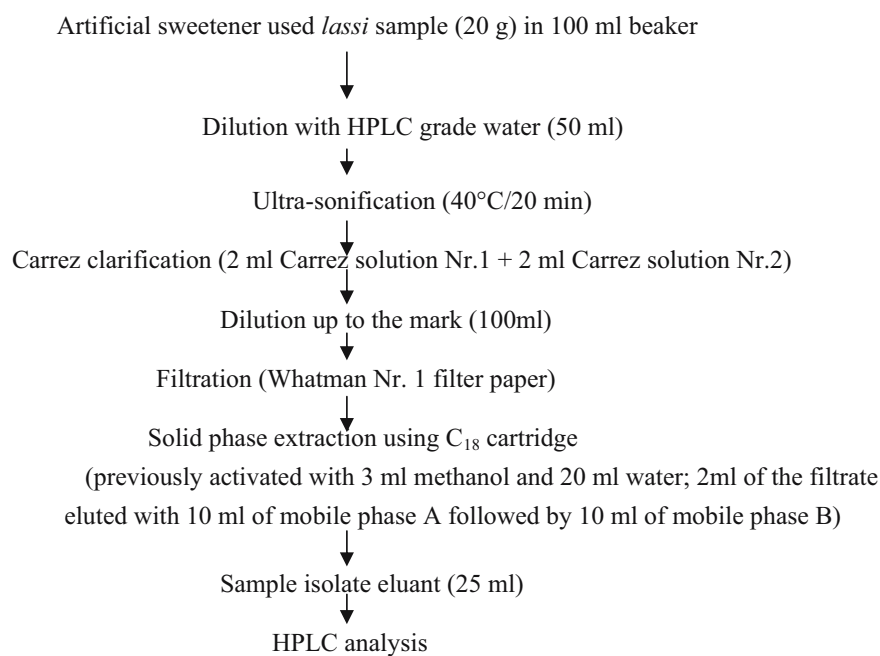 Artificial sweetener used lassi sample (20 g) in 100 ml beaker
Dilution with HPLC grade water (50 ml)
Ultra-sonification (40°C/20 min)
Carrez clarification (2 ml Carrez solution Nr.1 + 2 ml Carrez solution Nr.2)
Dilution up to the mark (100ml)
Filtration (Whatman Nr. 1 filter paper)
Solid phase extraction using C₁₈ cartridge
(previously activated with 3 ml methanol and 20 ml water; 2ml of the filtrate
eluted with 10 ml of mobile phase A followed by 10 ml of mobile phase B)
Sample isolate eluant (25 ml)
HPLC analysis